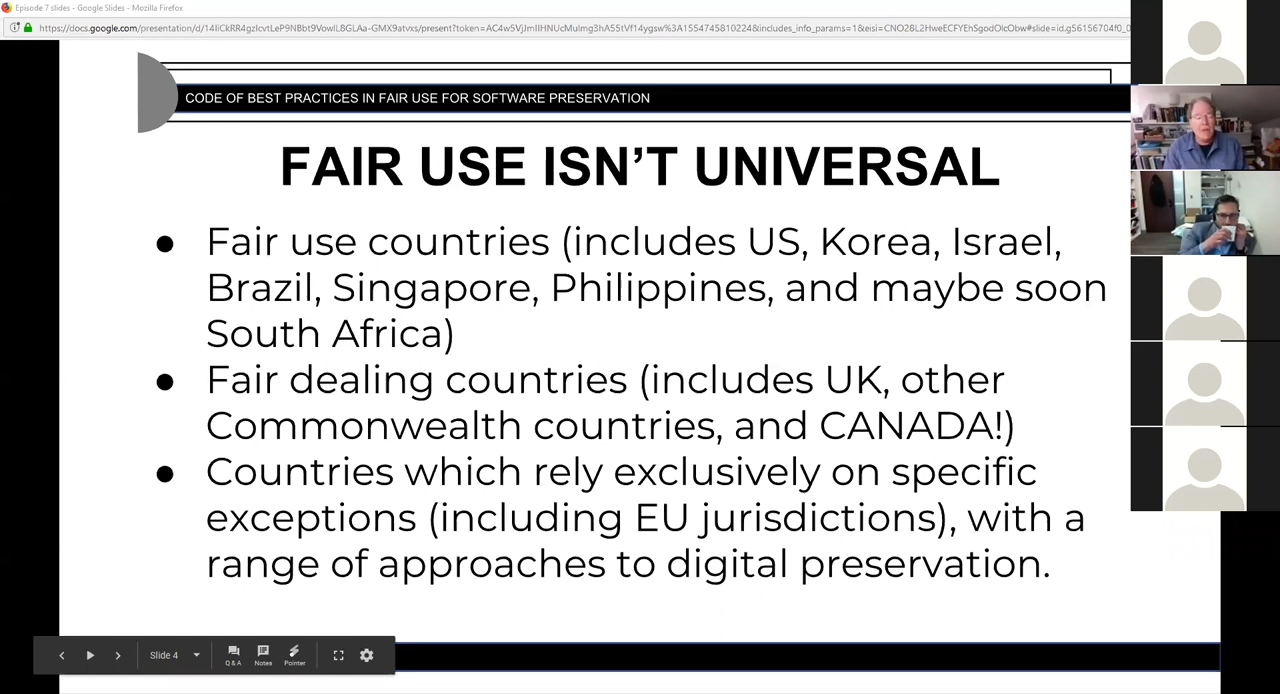 Episode 7 slides - Google Slides - Mozilla Firefox
CODE OF BEST PRACTICES IN FAIR USE FOR SOFTWARE PRESERVATION
FAIR USE ISN’T UNIVERSAL
● Fair use countries (includes US, Korea, Israel,
Brazil, Singapore, Philippines, and maybe soon
South Africa)
● Fair dealing countries (includes UK, other
Commonwealth countries, and CANADA!)
● Countries which rely exclusively on specific
exceptions (including EU jurisdictions), with a
range of approaches to digital preservation.
Slide 4
Q & A Notes Pointer